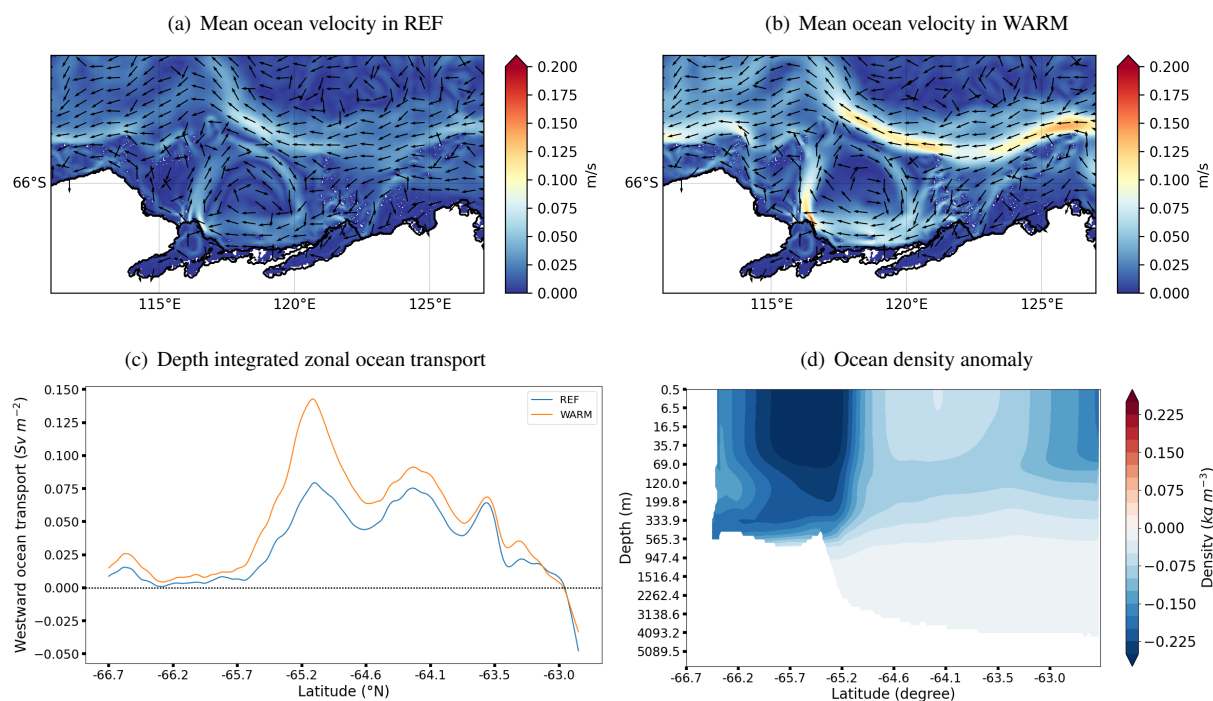 (a) Mean ocean velocity in REF
66°S
115°E 120°E 125°E
0.200
0.175
0.150
0.125
0.100
0.075
0.050
0.025
0.000
m/s
(b) Mean ocean velocity in WARM
66°S
115°E 120°E 125°E
0.200
0.175
0.150
0.125
0.100
0.075
0.050
0.025
0.000
m/s
(c) Depth integrated zonal ocean transport
Westward ocean transport (Sv m⁻²)
0.150
0.125
0.100
0.075
0.050
0.025
0.000
−0.025
−0.050
REF
WARM
-66.7 -66.2 -65.7 -65.2 -64.6 -64.1 -63.5 -63.0
Latitude (°N)
(d) Ocean density anomaly
Depth (m)
0.5
6.5
16.5
35.7
69.0
120.0
199.8
333.9
565.3
947.4
1516.4
2262.4
3138.6
4093.2
5089.5
-66.7 -66.2 -65.7 -65.2 -64.6 -64.1 -63.5 -63.0
Latitude (degree)
0.225
0.150
0.075
0.000
−0.075
−0.150
−0.225
Density (kg m⁻³)